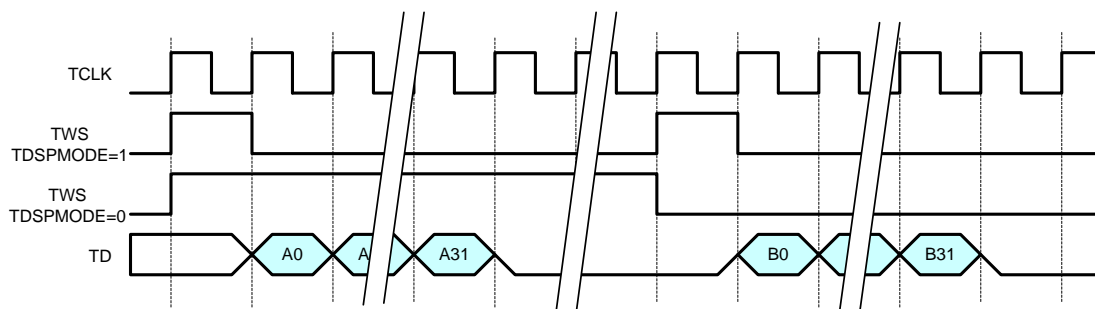 TCLK
TWS
TDSPMODE=1
TWS
TDSPMODE=0
TD
A0
A
A31
B0
B31